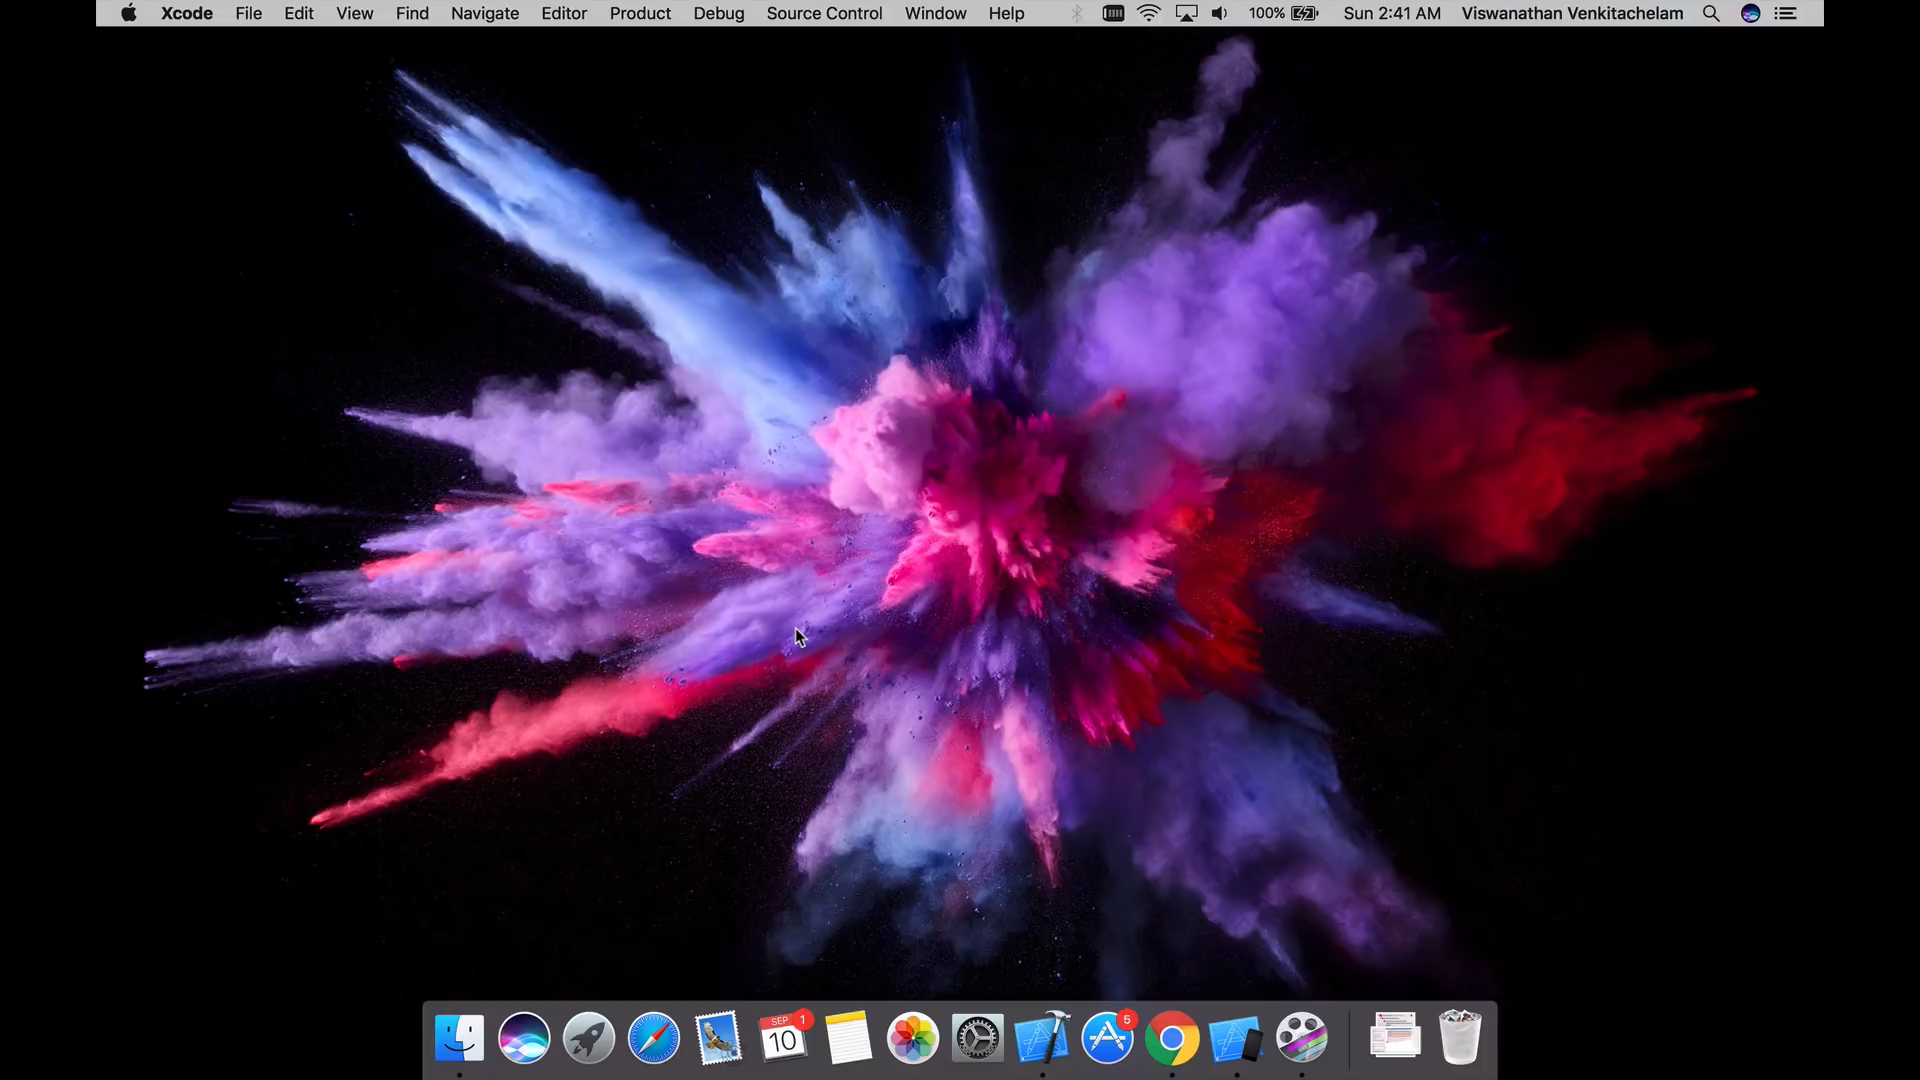 Xcode File Edit View Find Navigate Editor Product Debug Source Control Window Help 100% Sun 2:41 AM Viswanathan Venkitachelam
SEP 1
10
5